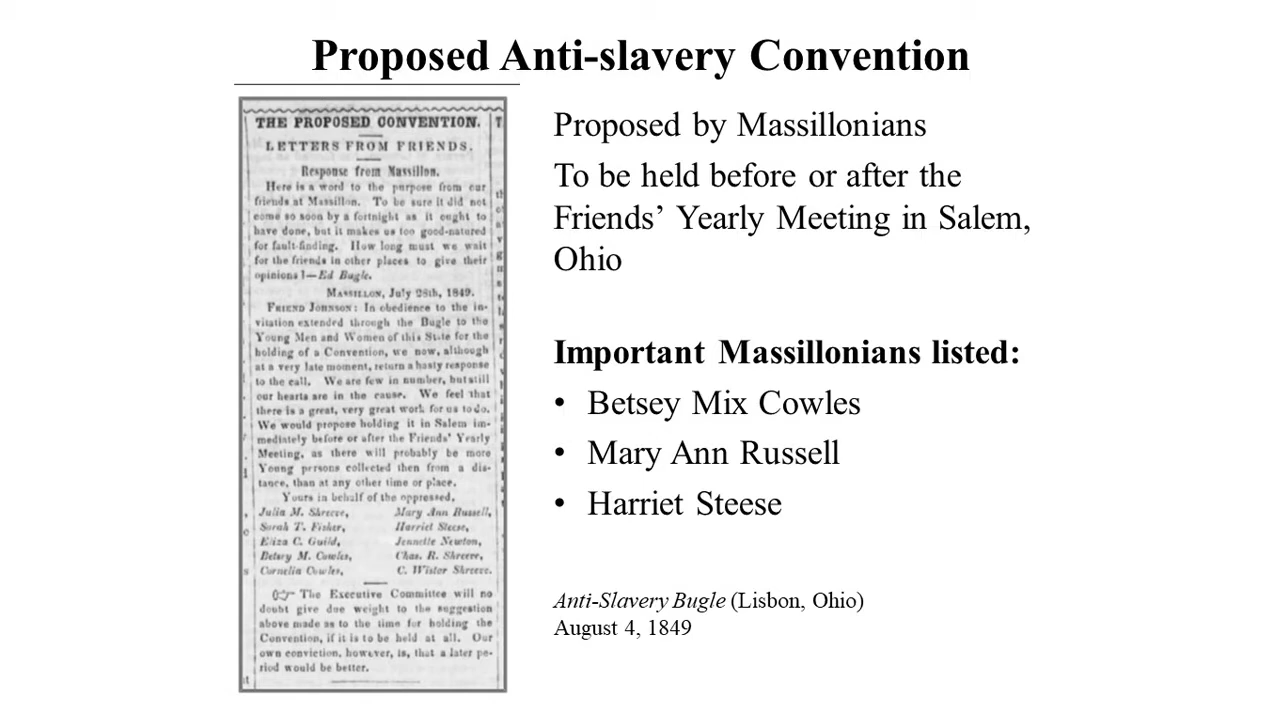 Proposed Anti-slavery Convention
THE PROPOSED CONVENTION.
LETTERS FROM FRIENDS.
Response from Massillon.
Here is a word to the purpose from our
friends at Massillon. To be sure it did not
come so soon by a fortnight as it ought to
have done, but it makes us too good-natured
for fault-finding. How long must we wait
for the friends in other places to give their
opinions?—Ed Bugle.
MASSILLON, July 28th, 1849.
FRIEND JOHNSON: In obedience to the in-
vitation extended through the Bugle to the
Young Men and Women of this State for the
holding of a Convention, we now, although
at a very late moment, return a hasty response
to the call. We are few in number, but still
our hearts are in the cause. We feel that
there is a great, very great work for us to do.
We would propose holding it in Salem im-
mediately before or after the Friends' Yearly
Meeting, as there will probably be more
Young persons collected then from a dis-
tance, than at any other time or place.
Yours in behalf of the oppressed,
Julia M. Shreeve, Mary Ann Russell,
Sarah T. Fisher, Harriet Steese,
Eliza C. Guild, Jennette Newton,
Betsey M. Cowles, Chas. R. Shreeve,
Cornelia Cowles, C. Wistar Shreeve.
☞ The Executive Committee will no
doubt give due weight to the suggestion
above made as to the time for holding the
Convention, if it is to be held at all. Our
own conviction, however, is, that a later pe-
riod would be better.
Proposed by Massillonians
To be held before or after the
Friends’ Yearly Meeting in Salem,
Ohio
Important Massillonians listed:
• Betsey Mix Cowles
• Mary Ann Russell
• Harriet Steese
Anti-Slavery Bugle (Lisbon, Ohio)
August 4, 1849